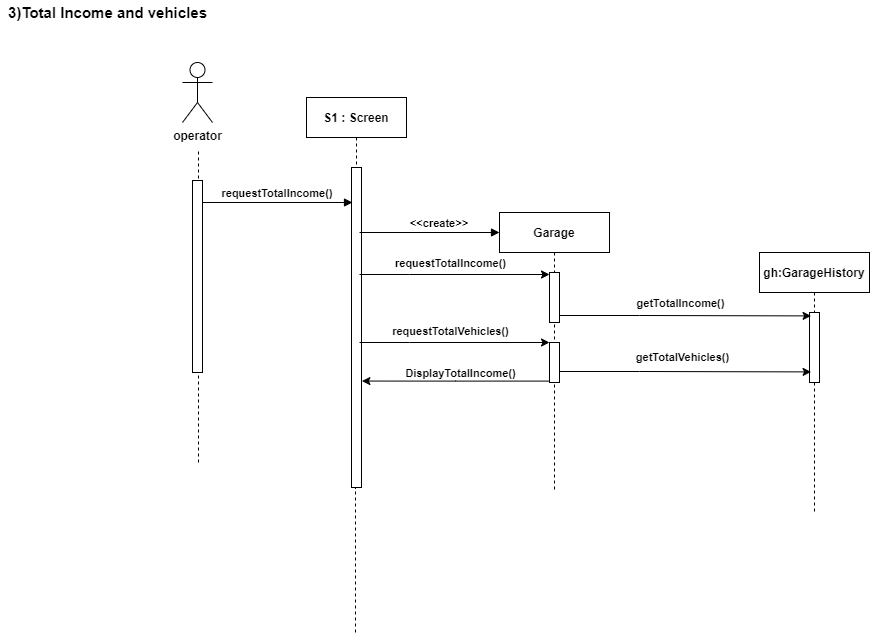 3)Total Income and vehicles
operator
S1 : Screen
requestTotalIncome()
<<create>>
Garage
requestTotalIncome()
gh:GarageHistory
getTotalIncome()
requestTotalVehicles()
getTotalVehicles()
DisplayTotalIncome()